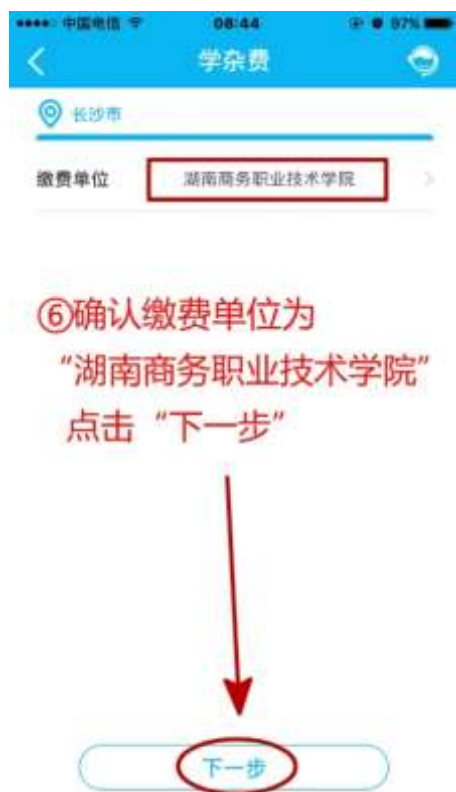 中国电信 08:44 97%
学杂费
长沙市
缴费单位 湖南商务职业技术学院
⑥确认缴费单位为
“湖南商务职业技术学院”
点击“下一步”
下一步